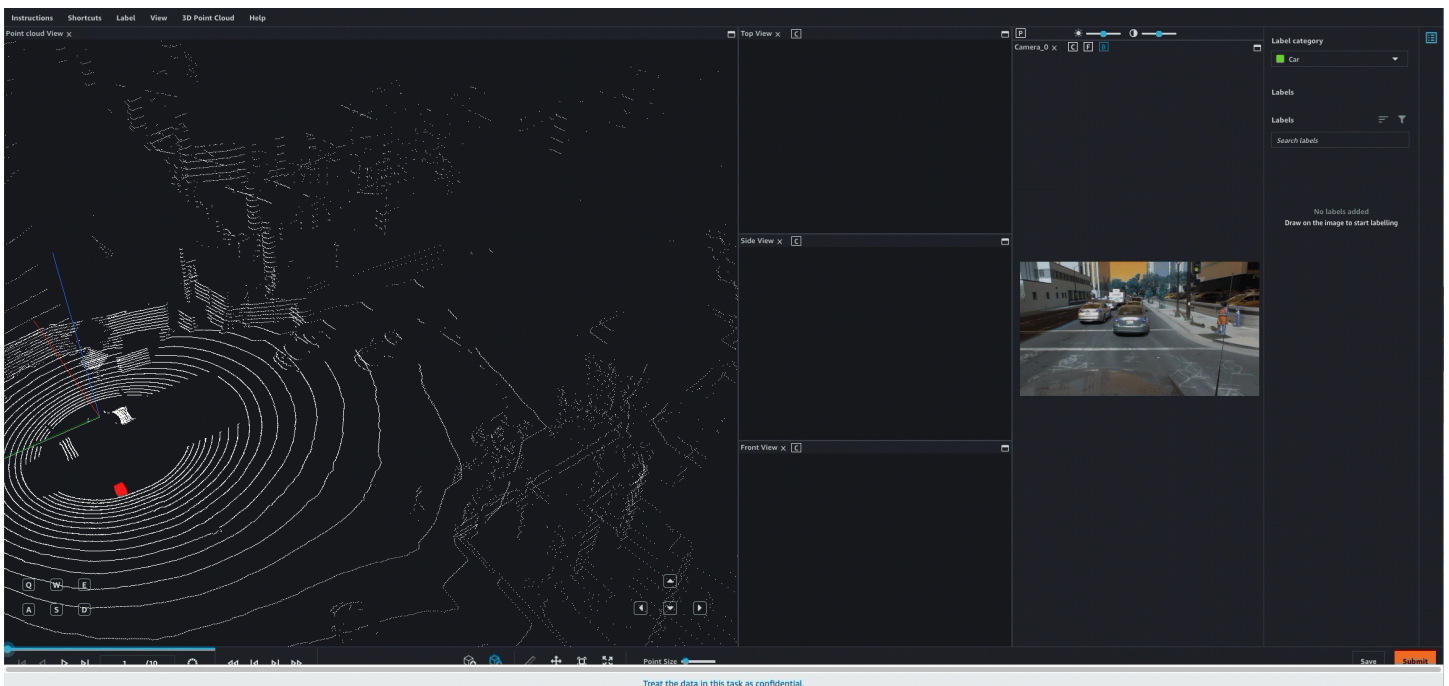 Instructions Shortcuts Label View 3D Point Cloud Help
Point cloud View x
Top View x C
P
Camera_0 x C F B
Label category
Car
Labels
Labels
Search labels
No labels added
Draw on the image to start labelling
Side View x C
Front View x C
Q W E
A S D
1 /10
Point Size
Save Submit
Treat the data in this task as confidential.